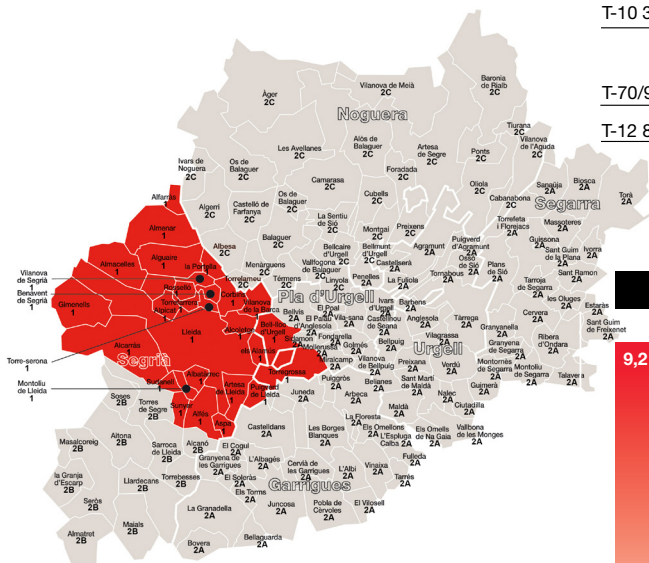 T-10 3
T-70/9
T-12 8
9,2
Baronia
de Rialb
2C
Vilanova de Meià
2C
Àger
2C
Noguera
Tiurana
2C
Vilanova
de l'Aguda
2C
Alòs de
Balaguer
2C
Les Avellanes
2C
Artesa
de Segre
2C
Ponts
2C
Ivars de
Noguera
2C
Os de
Balaguer
2C
Foradada
2C
Camarasa
2C
Oliola
2C
Sanaüja
2A
Biosca
2A
Torà
2A
Alfarràs
1
Os de
Balaguer
2C
Cubells
2C
Cabanabona
2C
Segarra
Algerri
2C
Castelló de
Farfanya
2C
La Sentiu
de Sió
2C
Preixens
2C
Torrefeta
i Florejacs
2A
Massoteres
2A
Almenar
1
Albesa
2C
Balaguer
2C
Montgai
2C
Agramunt
2A
Puigverd
d'Agramunt
2A
Guissona
2A
Sant Guim
de la Plana
2A
Ivorra
2A
Almacelles
1
Alguaire
1
la Portella
1
Menàrguens
2C
Bellcaire
d'Urgell
2C
Bellmunt
d'Urgell
2C
Vallfogona
de Balaguer
2C
Castellserà
2A
Ossó
de Sió
2A
Plans
de Sió
2A
Sant Ramon
2A
Vilanova
de Segrià
1
Benavent
de Segrià
1
Rosselló
1
Torrelameu
2C
Térmens
2C
Linyola
2C
Penelles
2A
La Fuliola
2A
Tornabous
2A
Tarroja
de Segarra
2A
les Oluges
2A
Estaràs
2A
Gimenells
1
Torrefarrera
1
Alpicat
1
Corbins
1
Vilanova
de la Barca
1
Pla d'Urgell
Bellvís
2A
El Poal
2A
Ivars
d'Urgell
2A
Barbens
2A
El Palau
d'Anglesola
2A
Vila-sana
2A
Castellnou
de Seana
2A
Anglesola
2A
Tàrrega
2A
Cervera
2A
Sant Guim
de Freixenet
2A
Lleida
1
Alcoletge
1
Bell-lloc
d'Urgell
1
Sidamon
2A
Fondarella
2A
Mollerussa
2A
Golmés
2A
Bellpuig
2A
Vilagrassa
2A
Granyanella
2A
Granyena
de Segarra
2A
Ribera
d'Ondara
2A
Alcarràs
1
Segrià
els Alamús
1
Miralcamp
2A
Vilanova
de Bellpuig
2A
Urgell
Preixana
2A
Verdú
2A
Montornès
de Segarra
2A
Montoliu
de Segarra
2A
Talavera
2A
Torre-serona
1
Montoliu
de Lleida
1
Sudanell
1
Albatàrrec
1
Artesa
de Lleida
1
Puigverd
de Lleida
1
Torregrossa
1
Puiggròs
2A
Belianes
2A
Sant Martí
de Maldà
2A
Nalec
2A
Guimerà
2A
Ciutadilla
2A
Soses
2B
Torres
de Segre
2B
Sunyer
1
Alfés
1
Aspa
1
Juneda
2A
Arbeca
2A
Maldà
2A
La Floresta
2A
Els Omellons
2A
Els Omells
de Na Gaia
2A
Vallbona
de les Monges
2A
Masalcoreig
2B
Aitona
2B
Sarroca
de Lleida
2B
Alcanó
2B
El Cogul
2A
Castelldans
2A
Les Borges
Blanques
2A
L'Espluga
Calba 2A
Fulleda
2A
la Granja
d'Escarp
2B
Llardecans
2B
Torrebesses
2B
Granyena de
les Garrigues
2A
L'Albagés
2A
Cervià de
les Garrigues
2A
L'Albi
2A
Vinaixa
2A
Tarrés
2A
Seròs
2B
El Soleràs
2A
Garrigues
Els Torms
2A
Almatret
2B
Maials
2B
La Granadella
2A
Juncosa
2A
Pobla de
Cérvoles
2A
El Vilosell
2A
Bovera
2A
Bellaguarda
2A